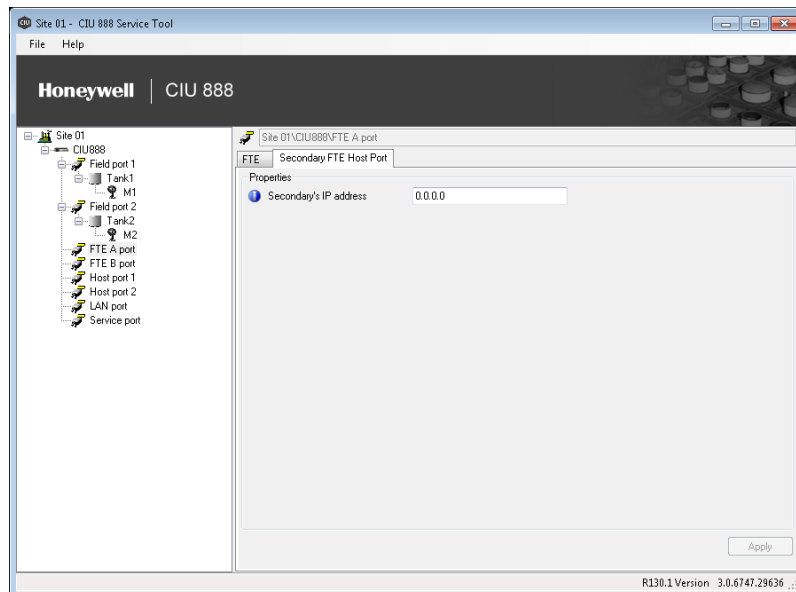 CIU
Site 01 - CIU 888 Service Tool
File Help
Honeywell | CIU 888
Site 01
CIU888
Field port 1
Tank1
M1
Field port 2
Tank2
M2
FTE A port
FTE B port
Host port 1
Host port 2
LAN port
Service port
Site 01\CIU888\FTE A port
FTE Secondary FTE Host Port
Properties
Secondary's IP address 0.0.0.0
Apply
R130.1 Version 3.0.6747.29636